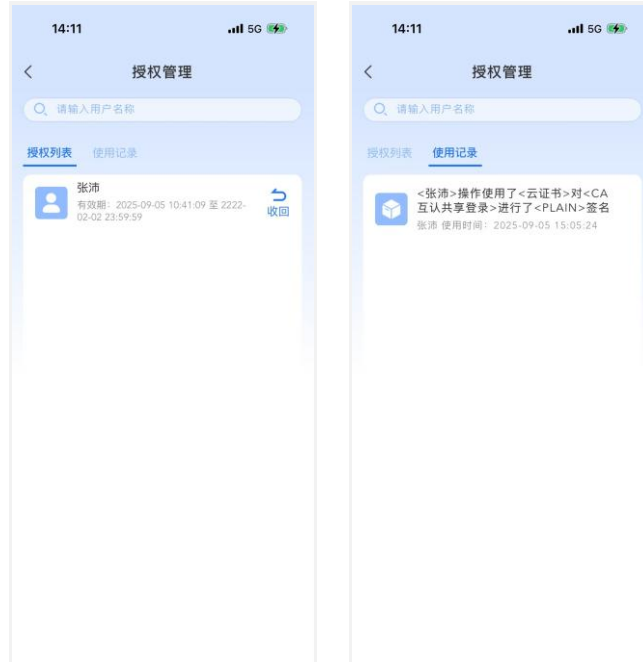 14:11
5G
授权管理
请输入用户名称
授权列表 使用记录
张沛
有效期：2025-09-05 10:41:09 至 2222-
02-02 23:59:59
收回
14:11
5G
授权管理
请输入用户名称
授权列表 使用记录
<张沛>操作使用了<云证书>对<CA
互认共享登录>进行了<PLAIN>签名
张沛 使用时间：2025-09-05 15:05:24